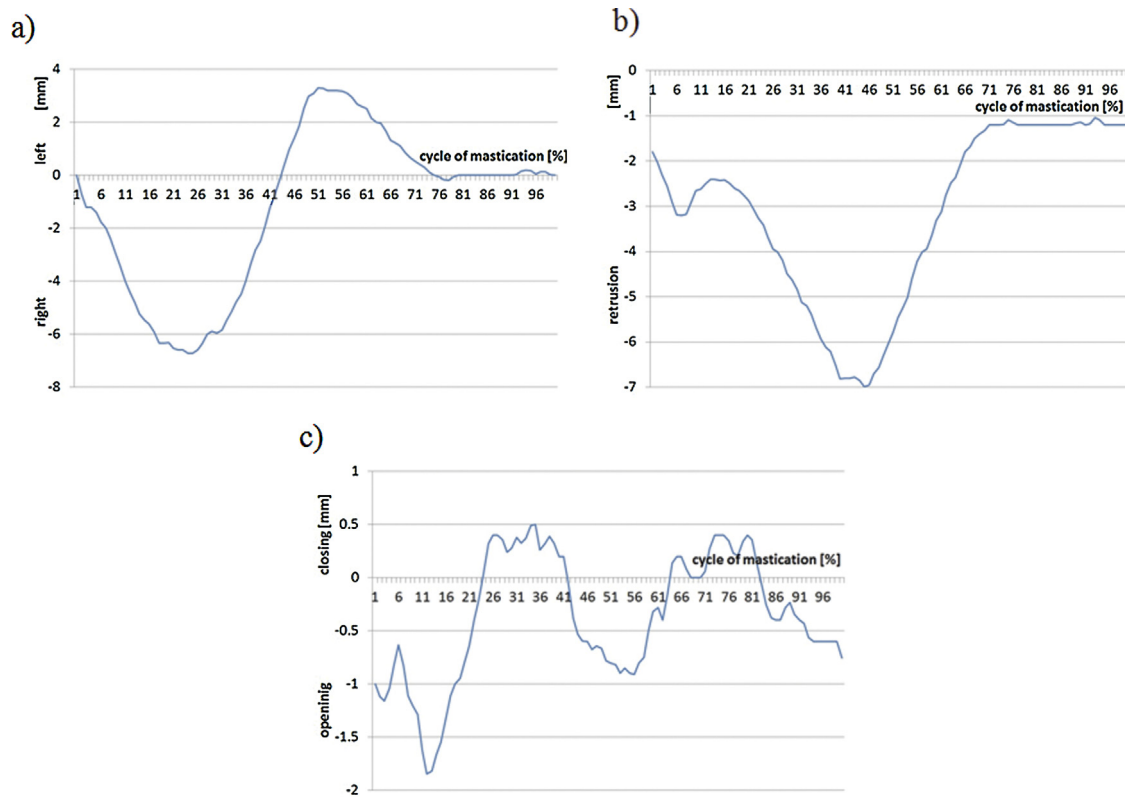 a)
4
2
0
-2
-4
-6
-8
[mm]
left
right
cycle of mastication [%]
1 6 11 16 21 26 31 36 41 46 51 56 61 66 71 76 81 86 91 96
b)
0
-1
-2
-3
-4
-5
-6
-7
[mm]
retrusion
1 6 11 16 21 26 31 36 41 46 51 56 61 66 71 76 81 86 91 96
cycle of mastication [%]
c)
1
0.5
0
-0.5
-1
-1.5
-2
closing [mm]
openinig
cycle of mastication [%]
1 6 11 16 21 26 31 36 41 46 51 56 61 66 71 76 81 86 91 96